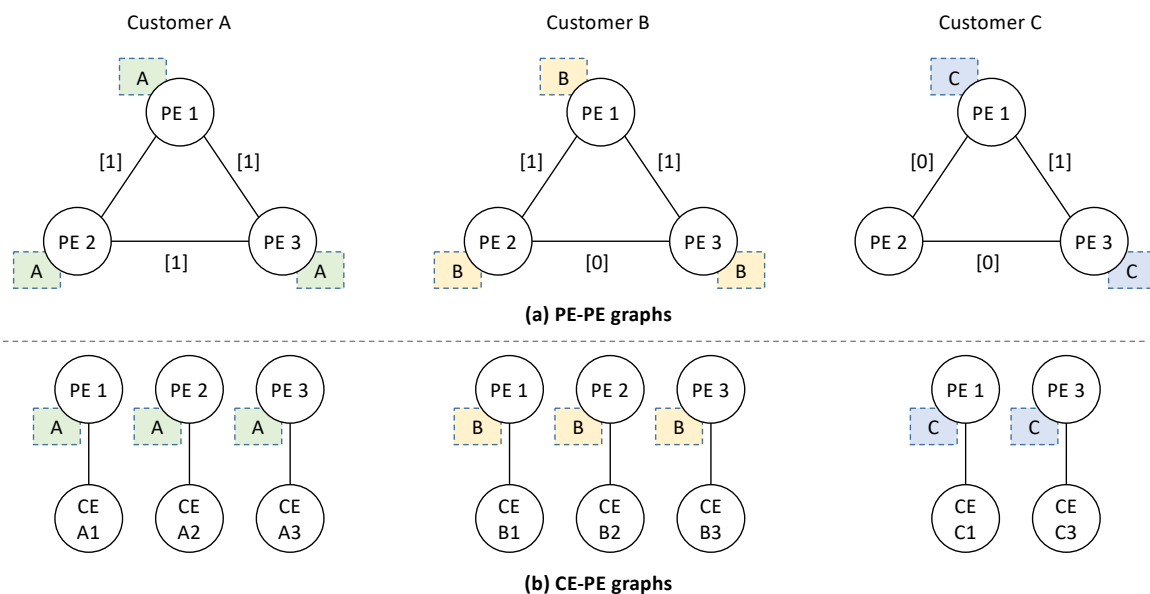 Customer A
Customer B
Customer C
A
B
C
PE 1
PE 1
PE 1
[1]
[1]
[1]
[1]
[0]
[1]
PE 2
PE 3
PE 2
PE 3
PE 2
PE 3
[1]
[0]
[0]
A
A
B
B
C
(a) PE-PE graphs
PE 1
PE 2
PE 3
PE 1
PE 2
PE 3
PE 1
PE 3
A
A
A
B
B
B
C
C
CE
A1
CE
A2
CE
A3
CE
B1
CE
B2
CE
B3
CE
C1
CE
C3
(b) CE-PE graphs